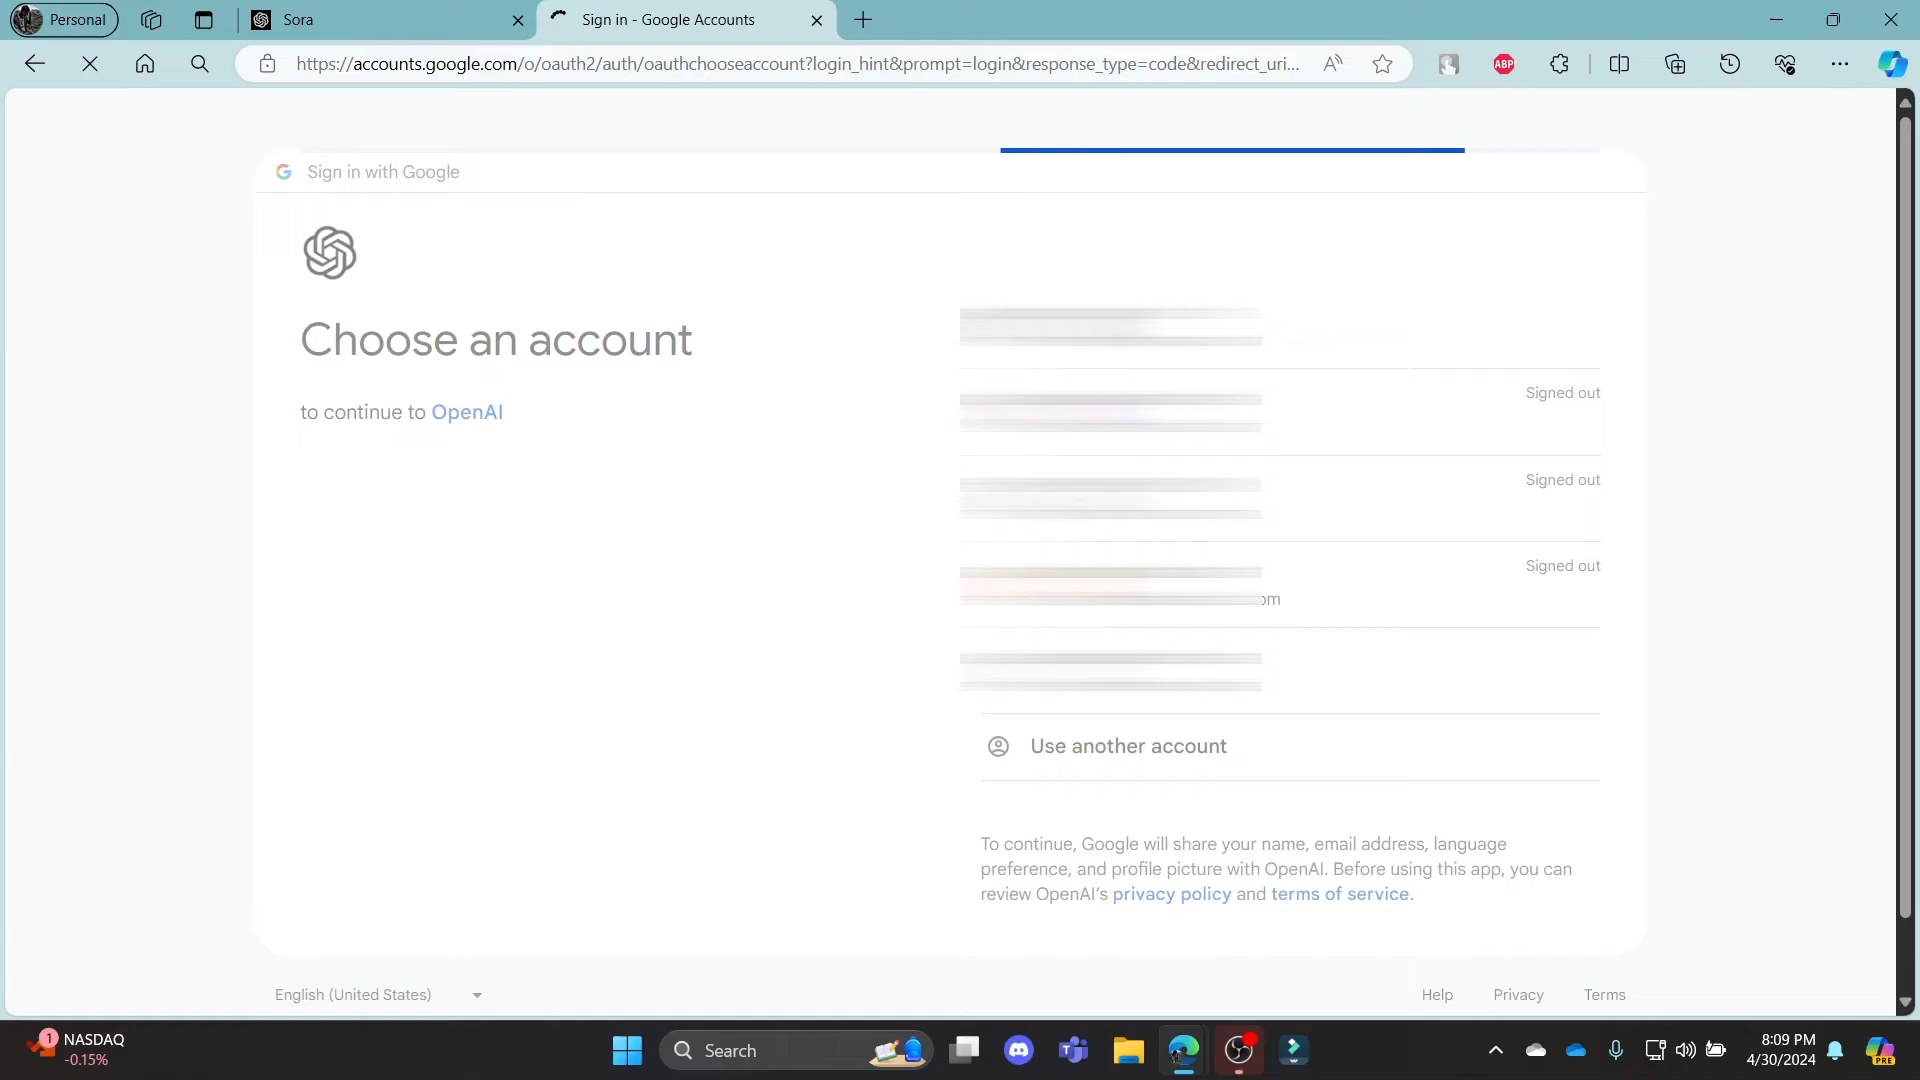 Personal
Sora
Sign in - Google Accounts
https://accounts.google.com/o/oauth2/auth/oauthchooseaccount?login_hint&prompt=login&response_type=code&redirect_uri...
ABP
Sign in with Google
Choose an account
to continue to OpenAI
Signed out
Signed out
Signed out
om
Use another account
To continue, Google will share your name, email address, language
preference, and profile picture with OpenAI. Before using this app, you can
review OpenAI's privacy policy and terms of service.
English (United States)
Help
Privacy
Terms
1
NASDAQ
-0.15%
Search
8:09 PM
4/30/2024
PRE